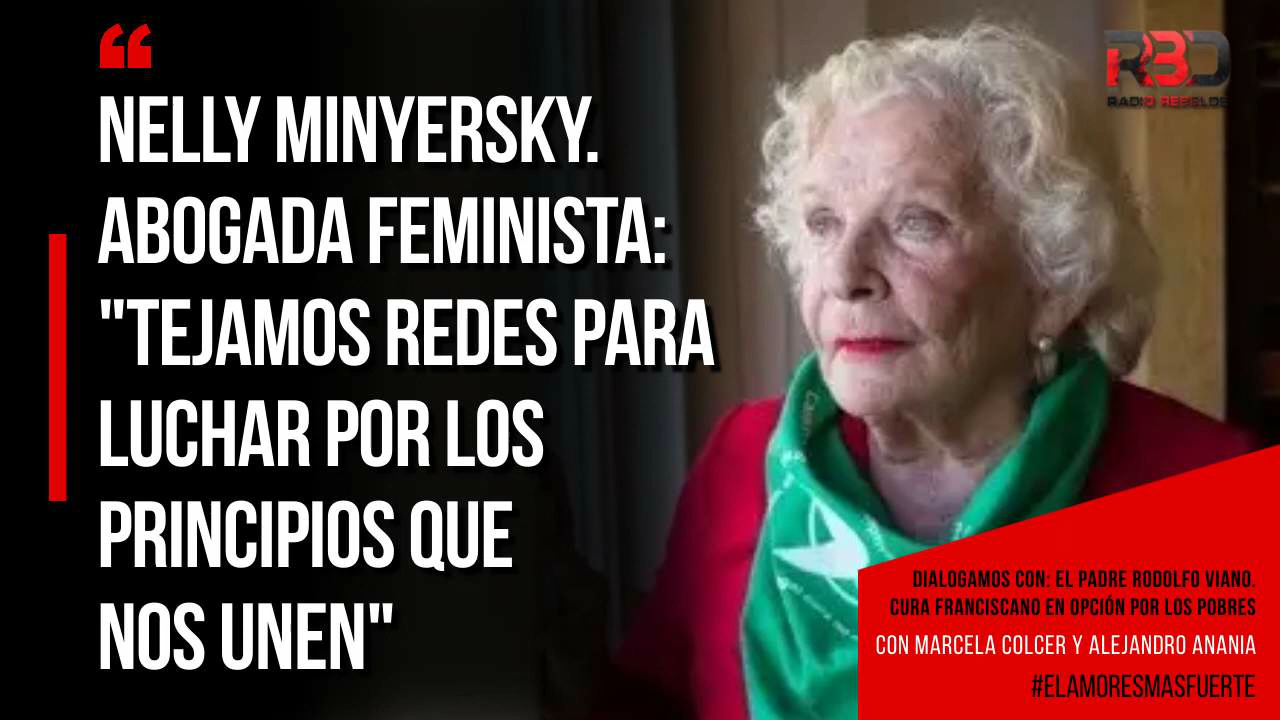 NELLY MINYERSKY.
ABOGADA FEMINISTA:
"TEJAMOS REDES PARA
LUCHAR POR LOS
PRINCIPIOS QUE
NOS UNEN"
RBD
RADIO REBELDE
DIALOGAMOS CON: EL PADRE RODOLFO VIANO.
CURA FRANCISCANO EN OPCIÓN POR LOS POBRES
CON MARCELA COLCER Y ALEJANDRO ANANIA
#ELAMORESMASFUERTE